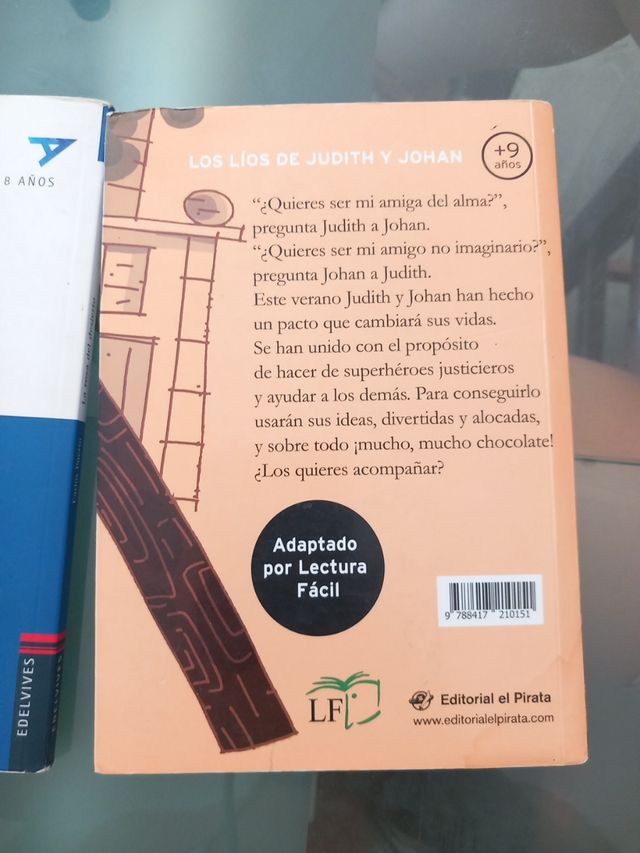 8 AÑOS
La rosa del desierto
EDELVIVES
LOS LÍOS DE JUDITH Y JOHAN
+9
años
“¿Quieres ser mi amiga del alma?”,
pregunta Judith a Johan.
“¿Quieres ser mi amigo no imaginario?”,
pregunta Johan a Judith.
Este verano Judith y Johan han hecho
un pacto que cambiará sus vidas.
Se han unido con el propósito
de hacer de superhéroes justicieros
y ayudar a los demás. Para conseguirlo
usarán sus ideas, divertidas y alocadas,
y sobre todo ¡mucho, mucho chocolate!
¿Los quieres acompañar?
Adaptado
por Lectura
Fácil
9 788417 210151
LF
Editorial el Pirata
www.editorialelpirata.com